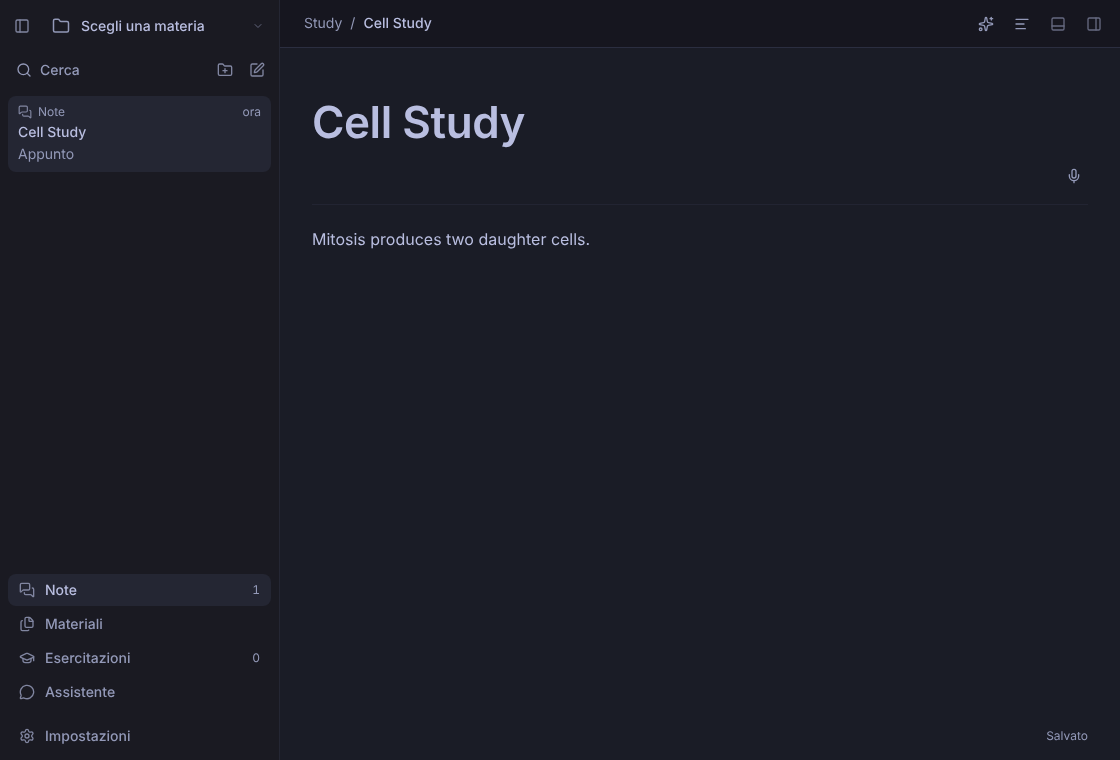 Scegli una materia
Study / Cell Study
Cerca
Note ora
Cell Study
Appunto
Cell Study
Mitosis produces two daughter cells.
Note 1
Materiali
Esercitazioni 0
Assistente
Impostazioni
Salvato